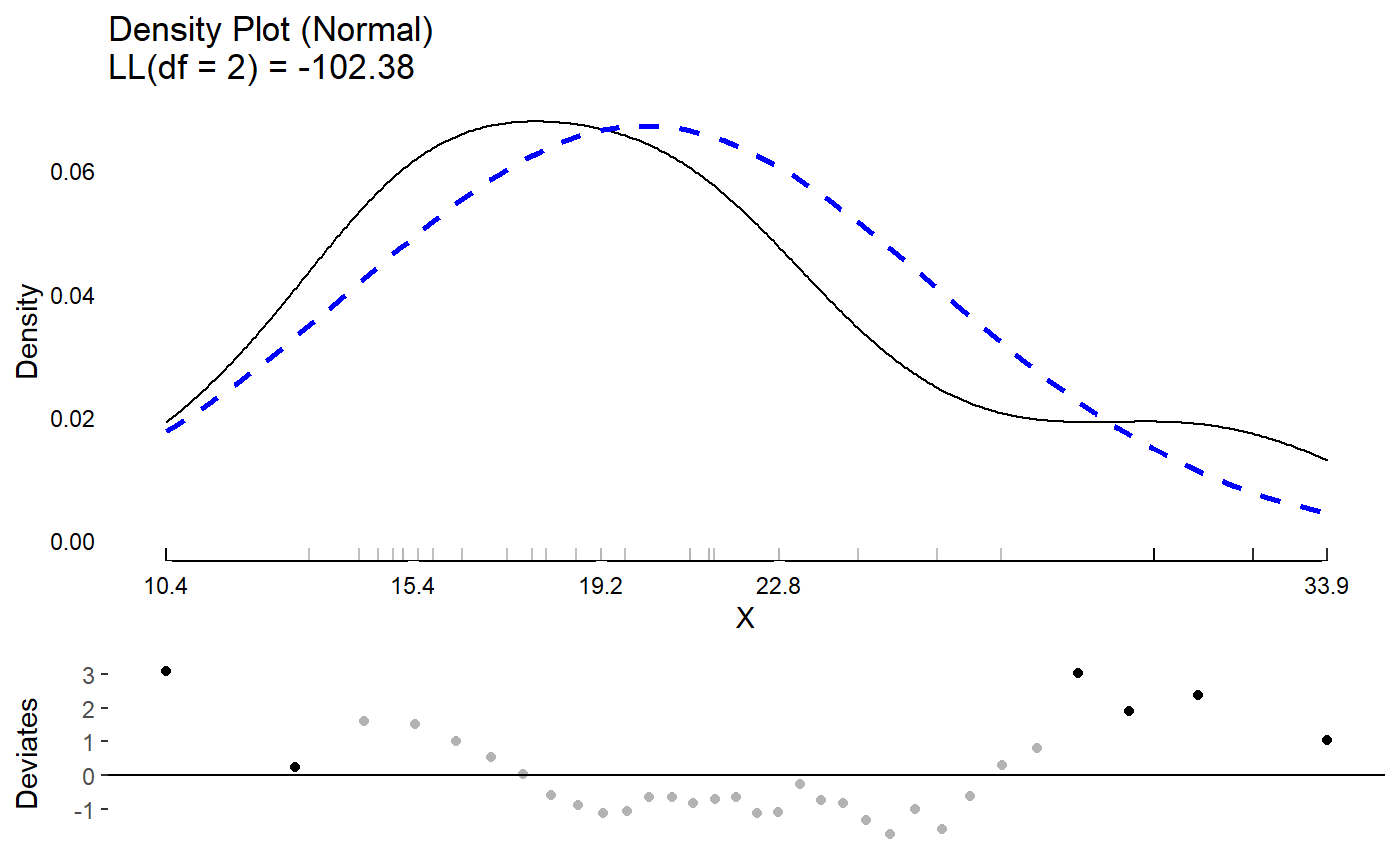 Density Plot (Normal)
LL(df = 2) = -102.38
Density
0.06
0.04
0.02
0.00
10.4 15.4 19.2 22.8 33.9
X
Deviates
3
2
1
0
-1